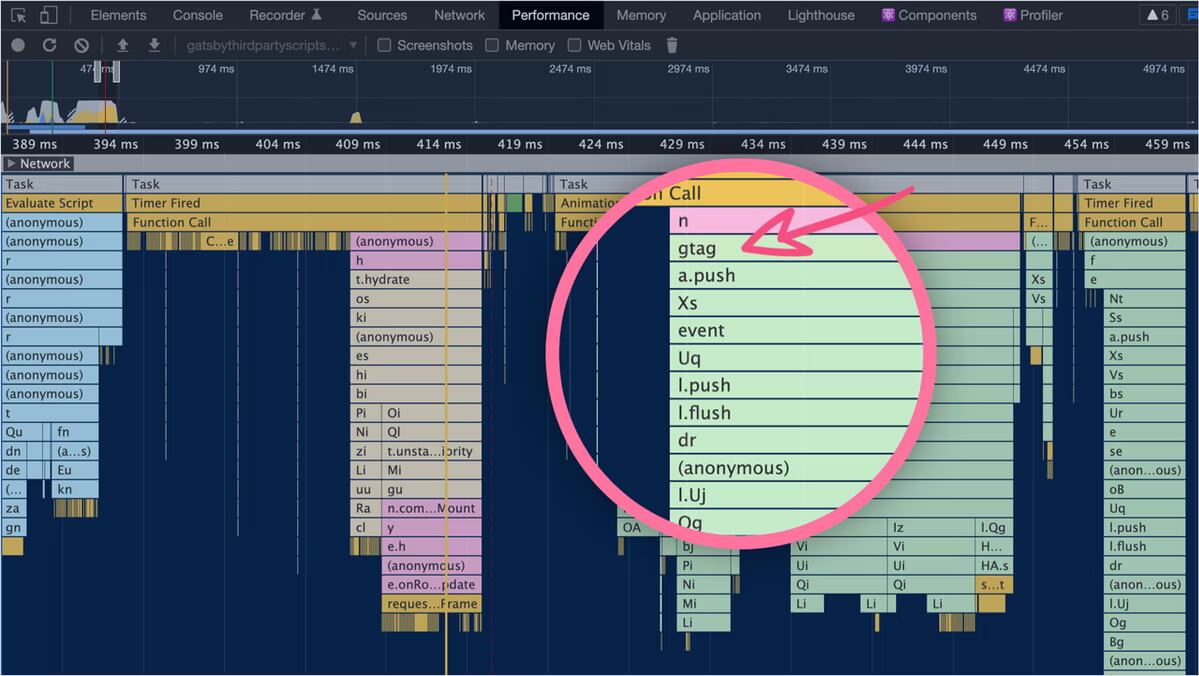 Elements Console Recorder Sources Network Performance Memory Application Lighthouse Components Profiler 6
gatsbythirdpartyscripts... Screenshots Memory Web Vitals
474 ms 974 ms 1474 ms 1974 ms 2474 ms 2974 ms 3474 ms 3974 ms 4474 ms 4974 ms
389 ms 394 ms 399 ms 404 ms 409 ms 414 ms 419 ms 424 ms 429 ms 434 ms 439 ms 444 ms 449 ms 454 ms 459 ms
Network
Task Task Task Task
Evaluate Script Timer Fired Animatio Timer Fired
(anonymous) Function Call Functi F... Function Call
(anonymous) C...e (anonymous) (... (anonymous)
r h f
(anonymous) t.hydrate Xs e
r os Vs Nt
(anonymous) ki Ss
r (anonymous) a.push
(anonymous) es Xs
(anonymous) hi Vs
(anonymous) bi bs
t Pi Oi Ur
Qu fn Ni Ql e
dn (a...s) zi t.unsta...iority se
de Eu Li Mi (anon...ous)
(... kn uu gu oB
za Ra n.com...Mount Uq
gn cl y OA Iz l.Qg l.push
e.h bj Vi Vi H... l.flush
(anonymous) Pi Ui Ui HA.s dr
e.onRo...pdate Ni Qi Qi s...t (anon...ous)
reques...Frame Mi Li Li Li l.Uj
Li Og
Bg
(anon...ous)
on Call
n
gtag
a.push
Xs
event
Uq
l.push
l.flush
dr
(anonymous)
l.Uj
Og